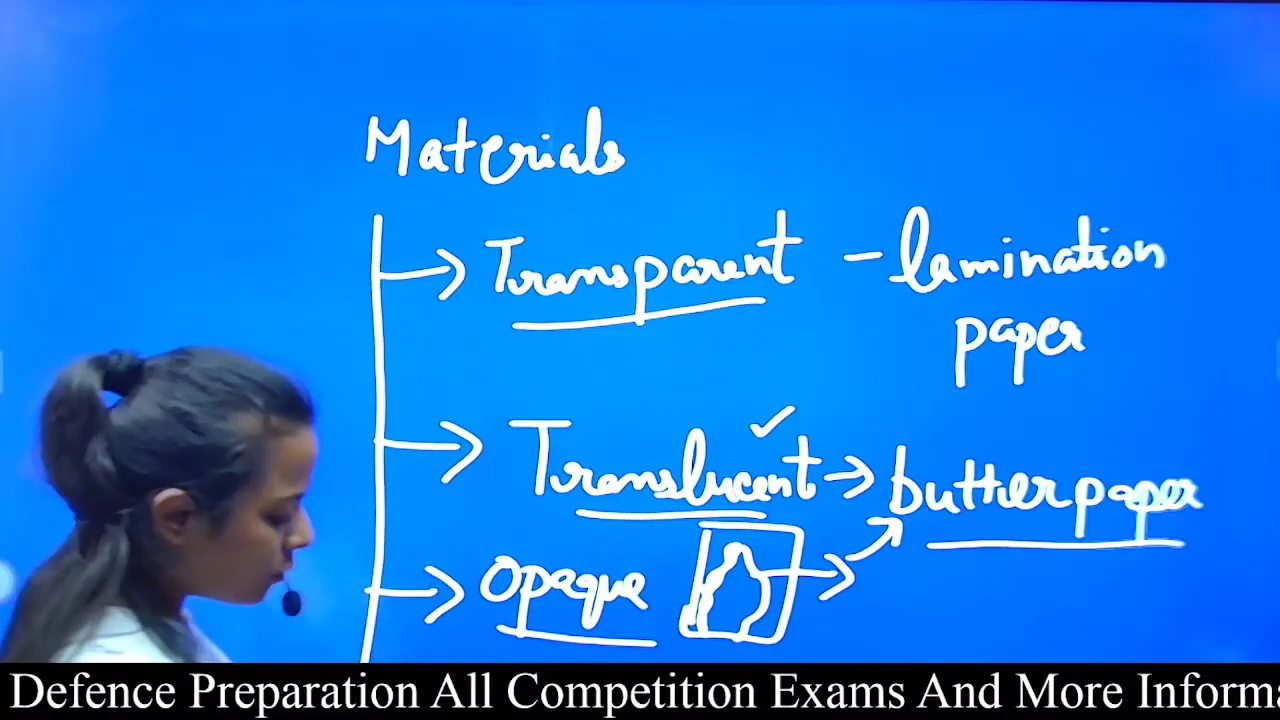 Materials
Transparent - lamination
paper
Translucent → butterpaper
opaque
Defence Preparation All Competition Exams And More Informa